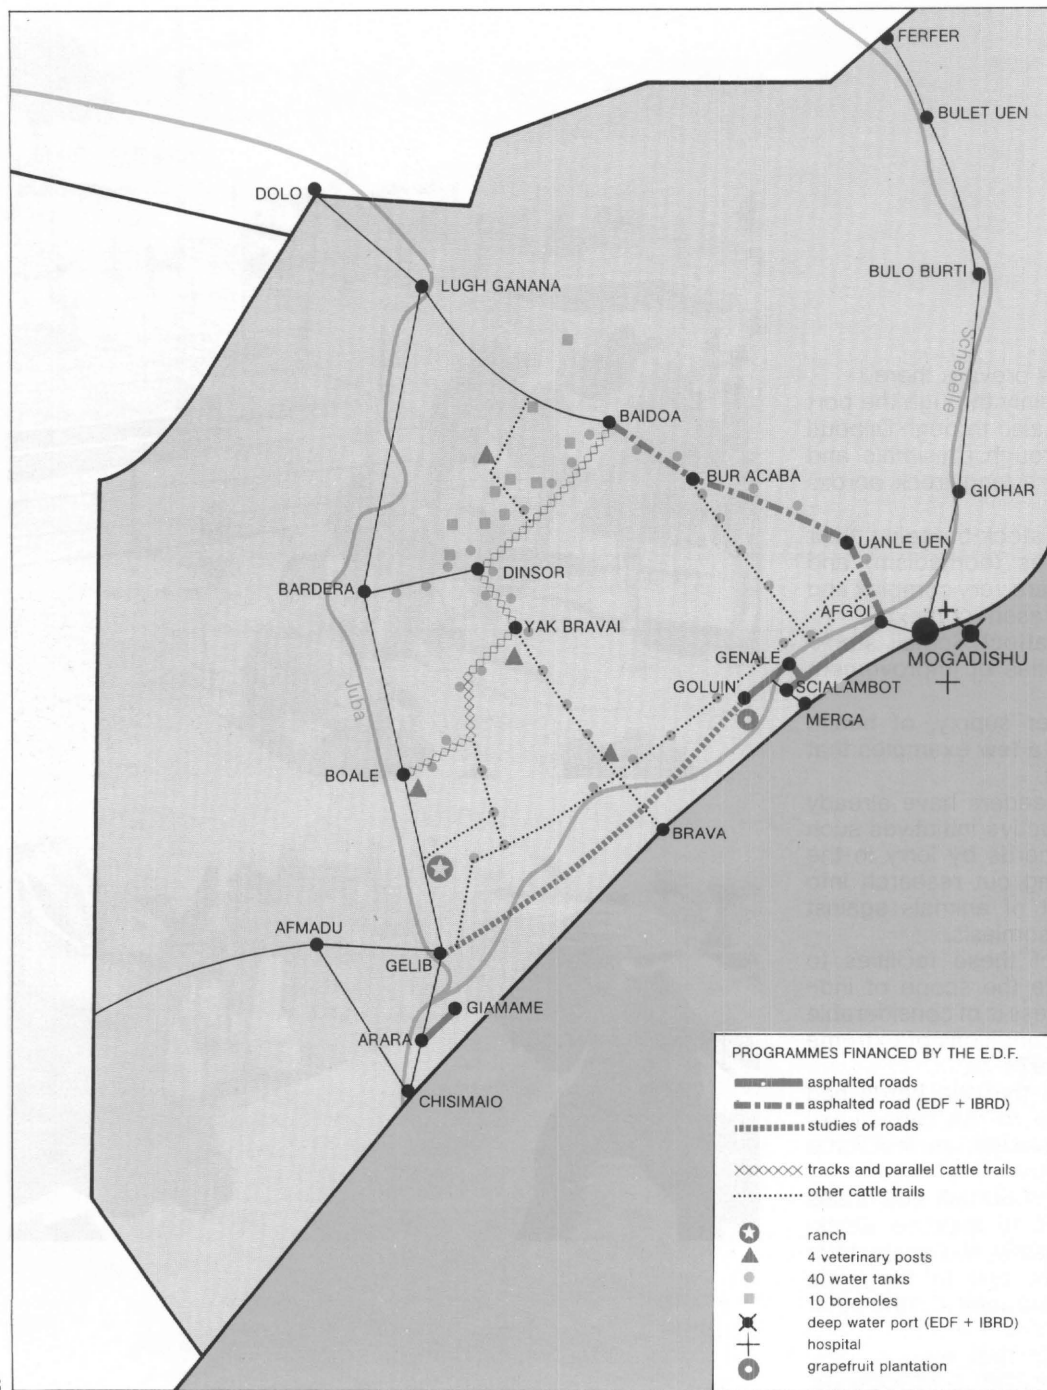 FERFER
BULET UEN
DOLO
BULO BURTI
LUGH GANANA
Schebelle
BAIDOA
BUR ACABA
GIOHAR
UANLE UEN
DINSOR
BARDERA
AFGOI
YAK BRAVAI
MOGADISHU
GENALE
GOLUIN
SCIALAMBOT
Juba
MERCA
BOALE
BRAVA
AFMADU
GELIB
GIAMAME
ARARA
CHISIMAIO
PROGRAMMES FINANCED BY THE E.D.F.
asphalted roads
asphalted road (EDF + IBRD)
studies of roads
tracks and parallel cattle trails
other cattle trails
ranch
4 veterinary posts
40 water tanks
10 boreholes
deep water port (EDF + IBRD)
hospital
grapefruit plantation